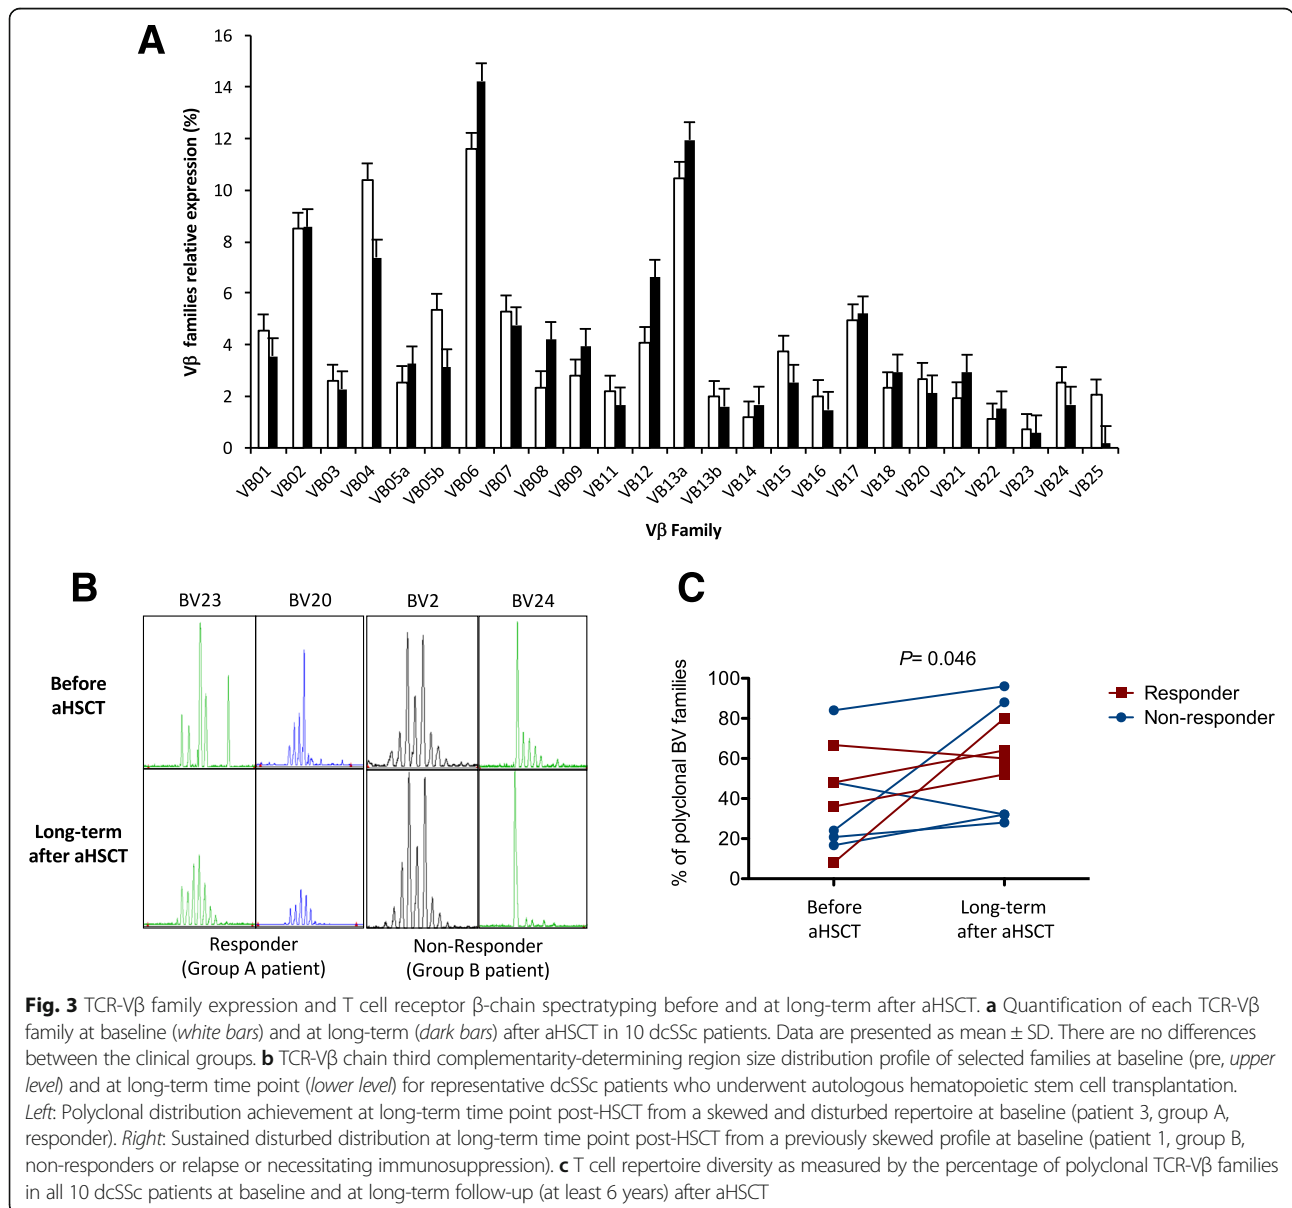 A
16
14
12
10
8
6
4
2
0
Vβ families relative expression (%)
VB01 VB02 VB03 VB04 VB05a VB05b VB06 VB07 VB08 VB09 VB11 VB12 VB13a VB13b VB14 VB15 VB16 VB17 VB18 VB20 VB21 VB22 VB23 VB24 VB25
Vβ Family
B
BV23 BV20 BV2 BV24
Before
aHSCT
Long-term
after aHSCT
Responder
(Group A patient)
Non-Responder
(Group B patient)
C
P= 0.046
% of polyclonal BV families
100
80
60
40
20
0
Before
aHSCT
Long-term
after aHSCT
Responder
Non-responder
Fig. 3 TCR-Vβ family expression and T cell receptor β-chain spectratyping before and at long-term after aHSCT. a Quantification of each TCR-Vβ
family at baseline (white bars) and at long-term (dark bars) after aHSCT in 10 dcSSc patients. Data are presented as mean ± SD. There are no differences
between the clinical groups. b TCR-Vβ chain third complementarity-determining region size distribution profile of selected families at baseline (pre, upper
level) and at long-term time point (lower level) for representative dcSSc patients who underwent autologous hematopoietic stem cell transplantation.
Left: Polyclonal distribution achievement at long-term time point post-HSCT from a skewed and disturbed repertoire at baseline (patient 3, group A,
responder). Right: Sustained disturbed distribution at long-term time point post-HSCT from a previously skewed profile at baseline (patient 1, group B,
non-responders or relapse or necessitating immunosuppression). c T cell repertoire diversity as measured by the percentage of polyclonal TCR-Vβ families
in all 10 dcSSc patients at baseline and at long-term follow-up (at least 6 years) after aHSCT